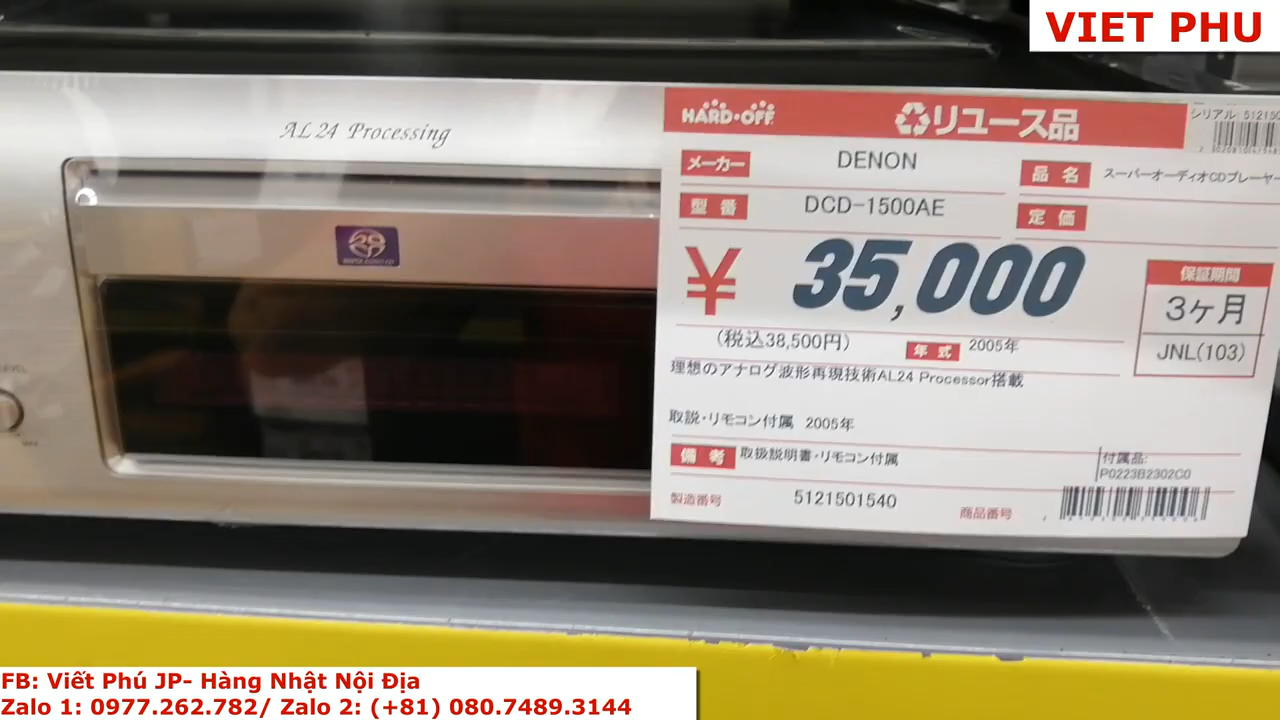 VIET PHU
AL 24 Processing
HARD・OFF
リユース品
シリアル
メーカー
DENON
品名
スーパーオーディオCDプレーヤー
型番
DCD-1500AE
定価
¥ 35,000
(税込38,500円)
年式
2005年
保証期間
3ヶ月
JNL(103)
理想のアナログ波形再現技術AL24 Processor搭載
取説・リモコン付属 2005年
備考
取扱説明書・リモコン付属
付属品:
P0223B2302C0
製造番号
5121501540
商品番号
FB: Viết Phú JP- Hàng Nhật Nội Địa
Zalo 1: 0977.262.782/ Zalo 2: (+81) 080.7489.3144